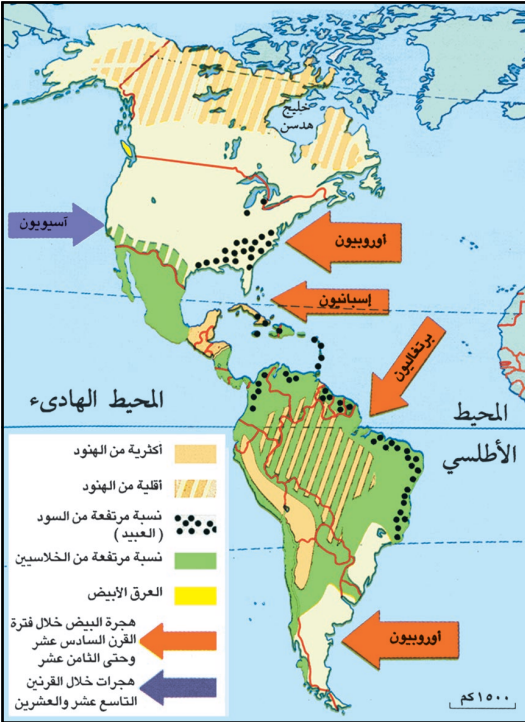 خليج
هدسن
آسيويون
أوروبيون
إسبانيون
برتغاليون
المحيط الهادىء
المحيط
الأطلسي
أكثرية من الهنود
أقلية من الهنود
نسبة مرتفعة من السود
(العبيد)
نسبة مرتفعة من الخلاسيين
العرق الأبيض
هجرة البيض خلال فترة
القرن السادس عشر
وحتى الثامن عشر
هجرات خلال القرنين
التاسع عشر والعشرين
أوروبيون
١٥٠٠ كم